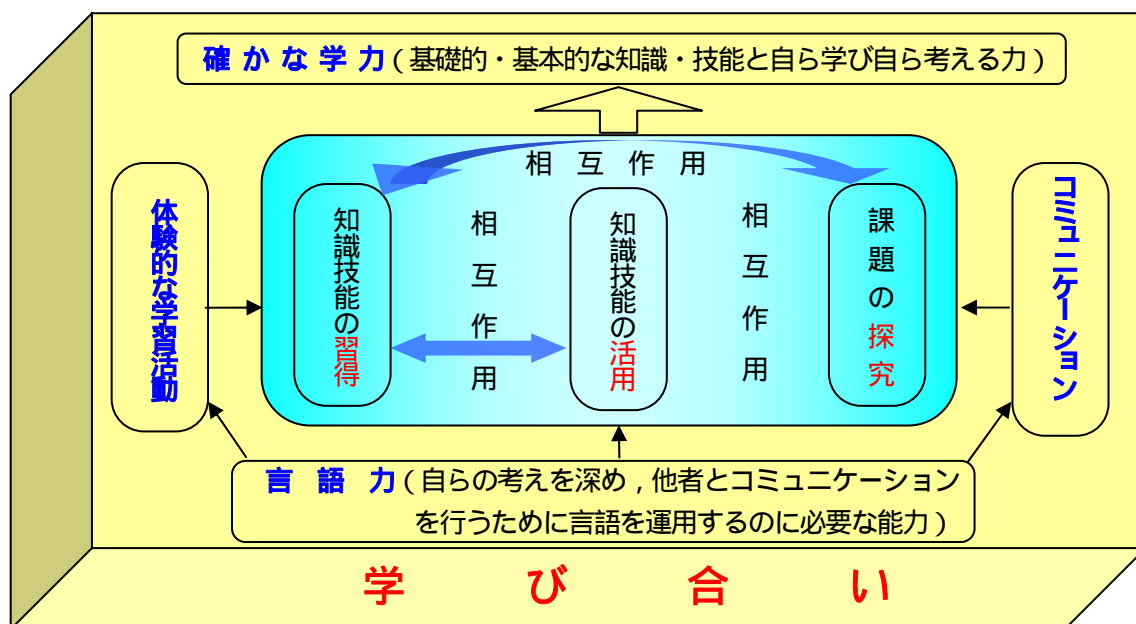 確かな学力(基礎的・基本的な知識・技能と自ら学び自ら考える力)
相互作用
体験的な学習活動
知識技能の習得
相互作用
知識技能の活用
相互作用
課題の探究
コミュニケーション
言語力(自らの考えを深め,他者とコミュニケーション
を行うために言語を運用するのに必要な能力)
学び合い